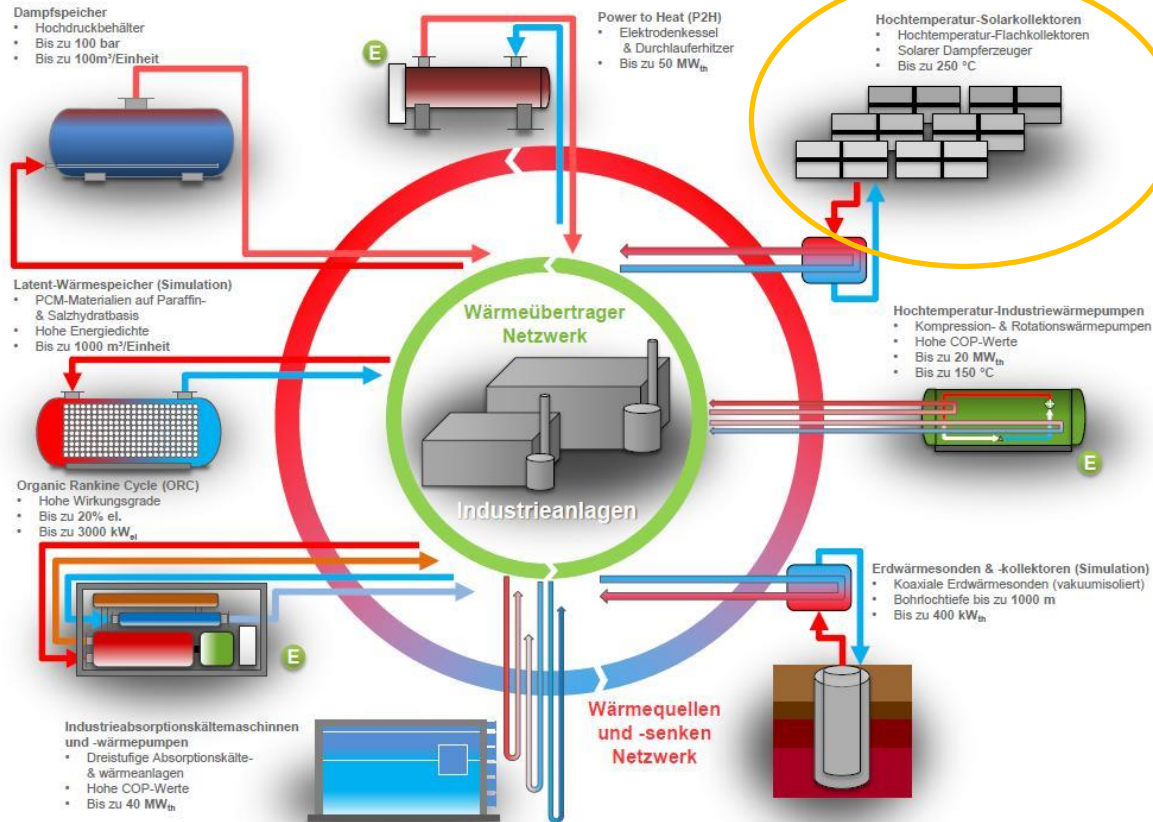 Dampfspeicher
• Hochdruckbehälter
• Bis zu 100 bar
• Bis zu 100m³/Einheit
Power to Heat (P2H)
• Elektrodenkessel
& Durchlauferhitzer
• Bis zu 50 MWth
E
Hochtemperatur-Solarkollektoren
• Hochtemperatur-Flachkollektoren
• Solarer Dampferzeuger
• Bis zu 250 °C
Latent-Wärmespeicher (Simulation)
• PCM-Materialien auf Paraffin-
& Salzhydratbasis
• Hohe Energiedichte
• Bis zu 1000 m³/Einheit
Wärmeübertrager
Netzwerk
Industrieanlagen
Hochtemperatur-Industriewärmepumpen
• Kompression- & Rotationswärmepumpen
• Hohe COP-Werte
• Bis zu 20 MWth
• Bis zu 150 °C
E
Organic Rankine Cycle (ORC)
• Hohe Wirkungsgrade
• Bis zu 20% el.
• Bis zu 3000 kWel
E
Erdwärmesonden & -kollektoren (Simulation)
• Koaxiale Erdwärmesonden (vakuumisoliert)
• Bohrlochtiefe bis zu 1000 m
• Bis zu 400 kWth
Wärmequellen
und -senken
Netzwerk
Industrieabsorptionskältemaschinnen
und -wärmepumpen
• Dreistufige Absorptionskälte-
& wärmeanlagen
• Hohe COP-Werte
• Bis zu 40 MWth